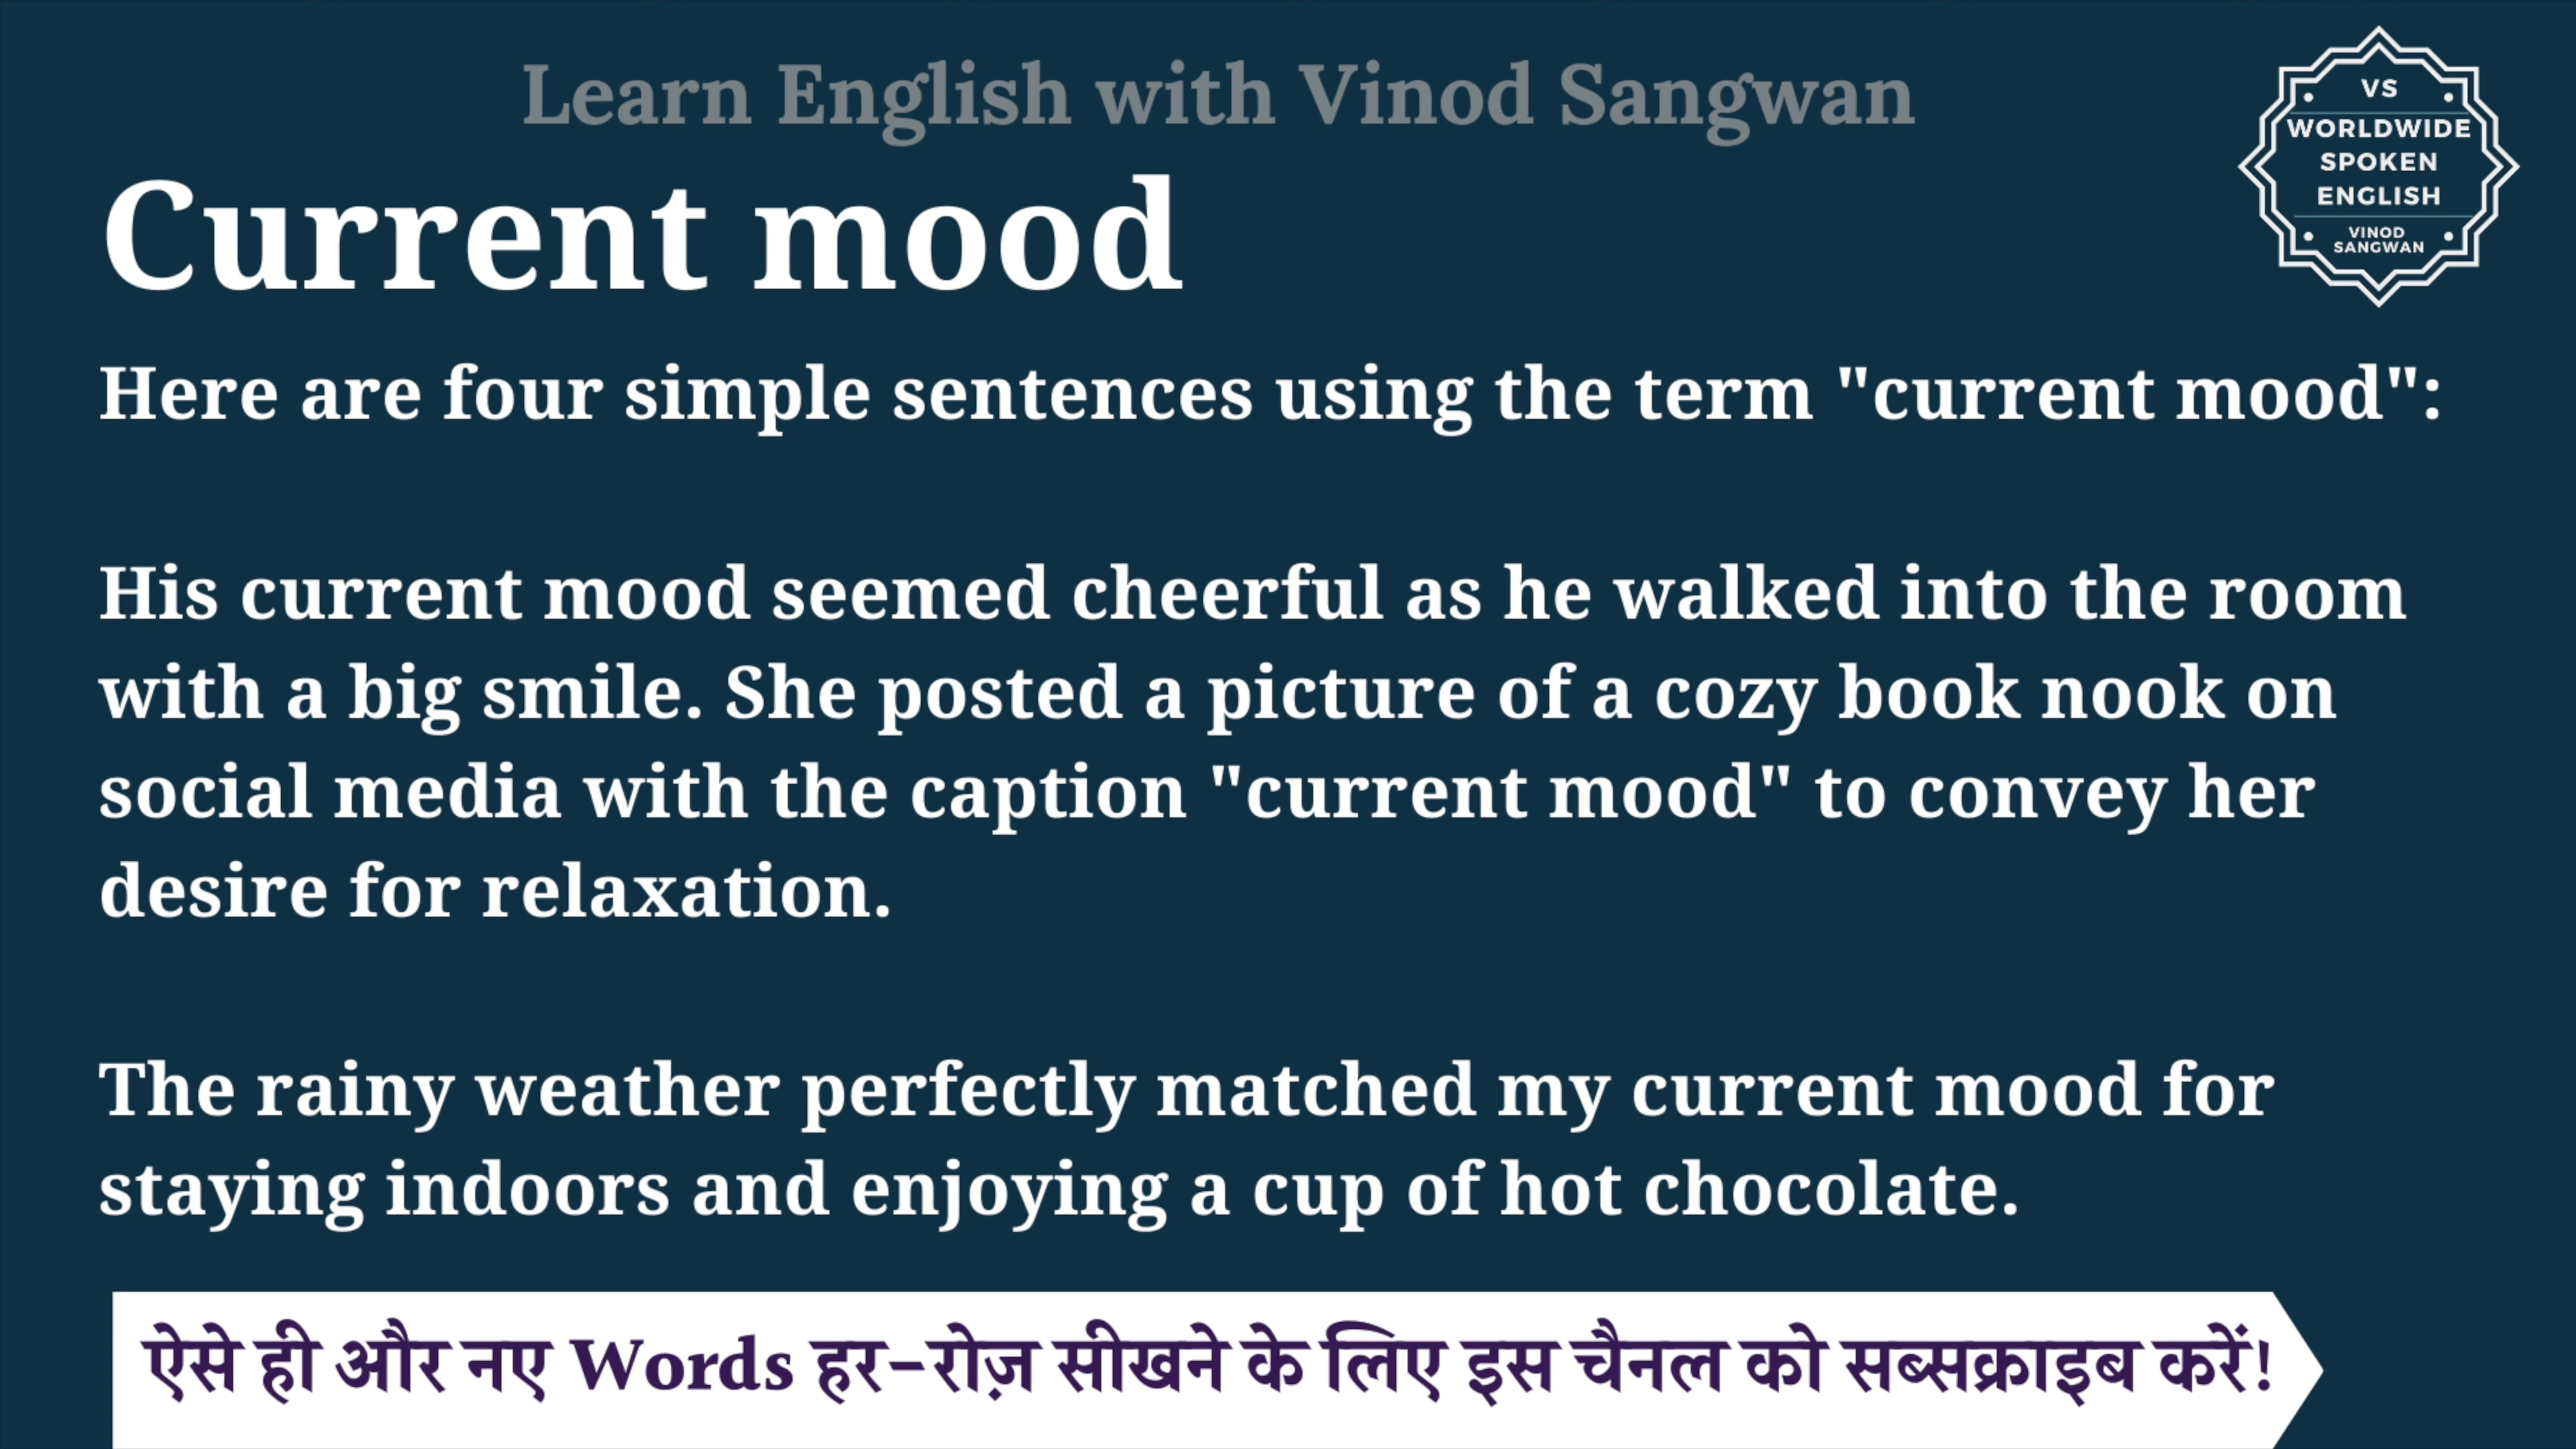 Learn English with Vinod Sangwan
VS
WORLDWIDE
SPOKEN
ENGLISH
VINOD
SANGWAN
Current mood
Here are four simple sentences using the term "current mood":
His current mood seemed cheerful as he walked into the room
with a big smile. She posted a picture of a cozy book nook on
social media with the caption "current mood" to convey her
desire for relaxation.
The rainy weather perfectly matched my current mood for
staying indoors and enjoying a cup of hot chocolate.
ऐसे ही और नए Words हर-रोज़ सीखने के लिए इस चैनल को सब्सक्राइब करें!